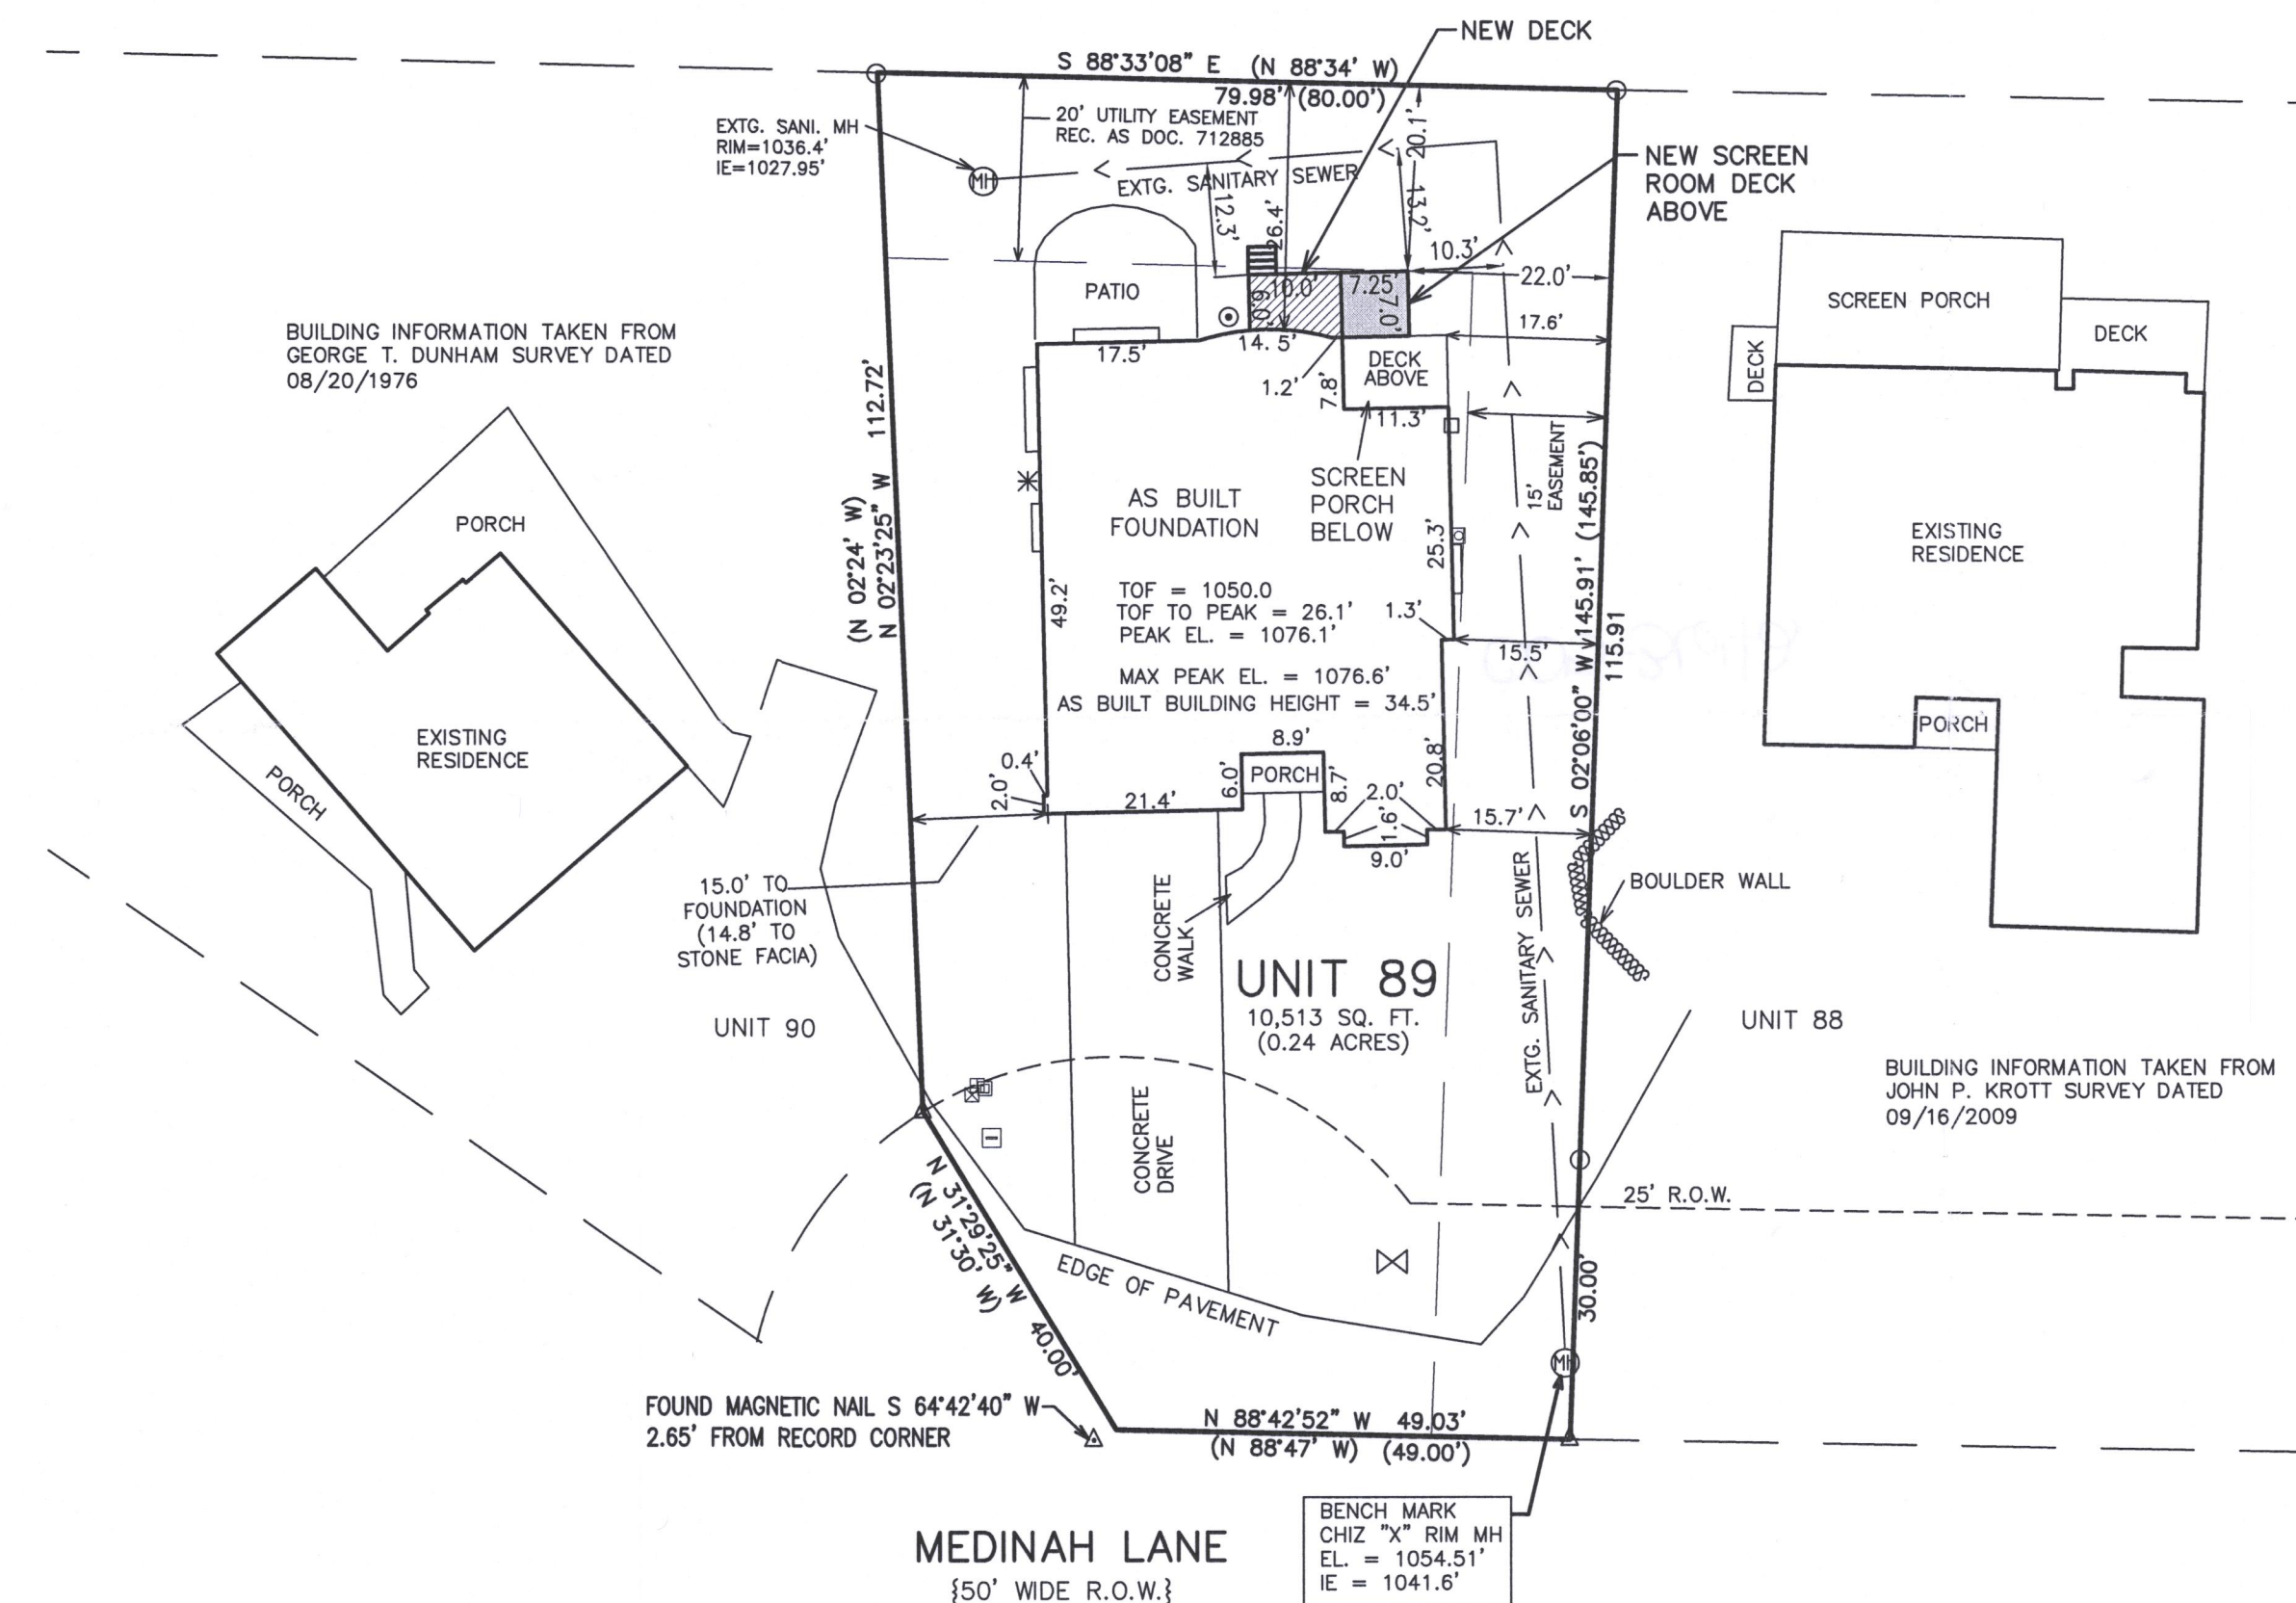 NEW DECK
S 88°33'08" E (N 88°34' W)
79.98' (80.00')
20' UTILITY EASEMENT
REC. AS DOC. 712885
EXTG. SANI. MH
RIM=1036.4'
IE=1027.95'
MH
EXTG. SANITARY SEWER
20.1'
NEW SCREEN
ROOM DECK
ABOVE
12.3'
26.4'
13.2'
10.3'
22.0'
PATIO
10.0'
6.0'
7.25'
7.0'
17.6'
17.5'
14.5'
1.2'
7.8'
DECK
ABOVE
11.3'
SCREEN PORCH
DECK
DECK
BUILDING INFORMATION TAKEN FROM
GEORGE T. DUNHAM SURVEY DATED
08/20/1976
112.72'
(N 02°24' W)
N 02°23'25" W
PORCH
AS BUILT
FOUNDATION
SCREEN
PORCH
BELOW
15'
EASEMENT
(145.85')
EXISTING
RESIDENCE
25.3'
49.2'
TOF = 1050.0
TOF TO PEAK = 26.1'
PEAK EL. = 1076.1'
1.3'
15.5'
S 02°06'00" W 145.91'
115.91
MAX PEAK EL. = 1076.6'
AS BUILT BUILDING HEIGHT = 34.5'
EXISTING
RESIDENCE
PORCH
PORCH
0.4'
2.0'
21.4'
8.9'
6.0'
PORCH
8.7'
2.0'
1.6'
9.0'
20.8'
15.7'
15.0' TO
FOUNDATION
(14.8' TO
STONE FACIA)
CONCRETE
WALK
BOULDER WALL
EXTG. SANITARY SEWER
UNIT 89
10,513 SQ. FT.
(0.24 ACRES)
UNIT 90
UNIT 88
BUILDING INFORMATION TAKEN FROM
JOHN P. KROTT SURVEY DATED
09/16/2009
CONCRETE
DRIVE
25' R.O.W.
N 31°29'25" W 40.00'
(N 31°30' W)
EDGE OF PAVEMENT
30.00'
MH
FOUND MAGNETIC NAIL S 64°42'40" W
2.65' FROM RECORD CORNER
N 88°42'52" W 49.03'
(N 88°47' W) (49.00')
BENCH MARK
CHIZ "X" RIM MH
EL. = 1054.51'
IE = 1041.6'
MEDINAH LANE
{50' WIDE R.O.W.}